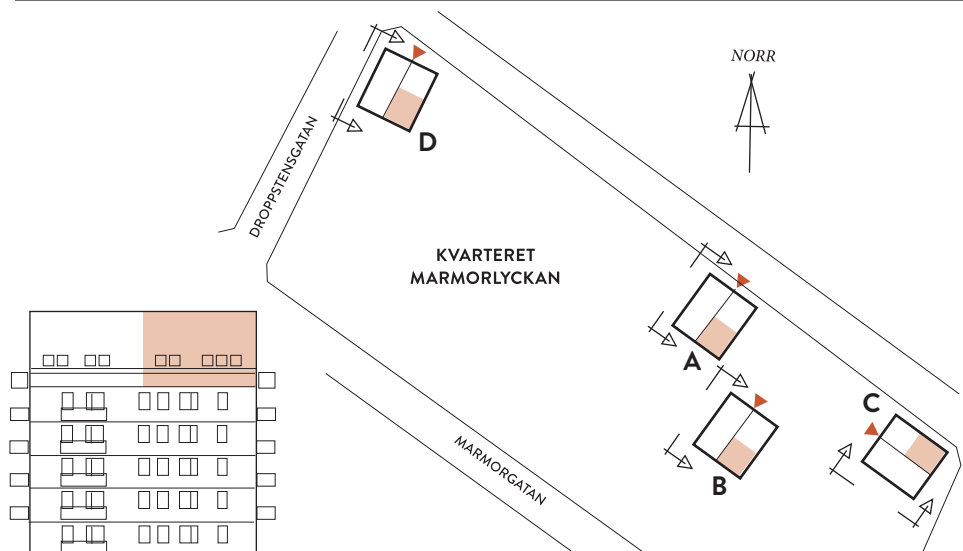 NORR
D
DROPPSTENSGATAN
KVARTERET
MARMORLYCKAN
A
C
B
MARMORGATAN